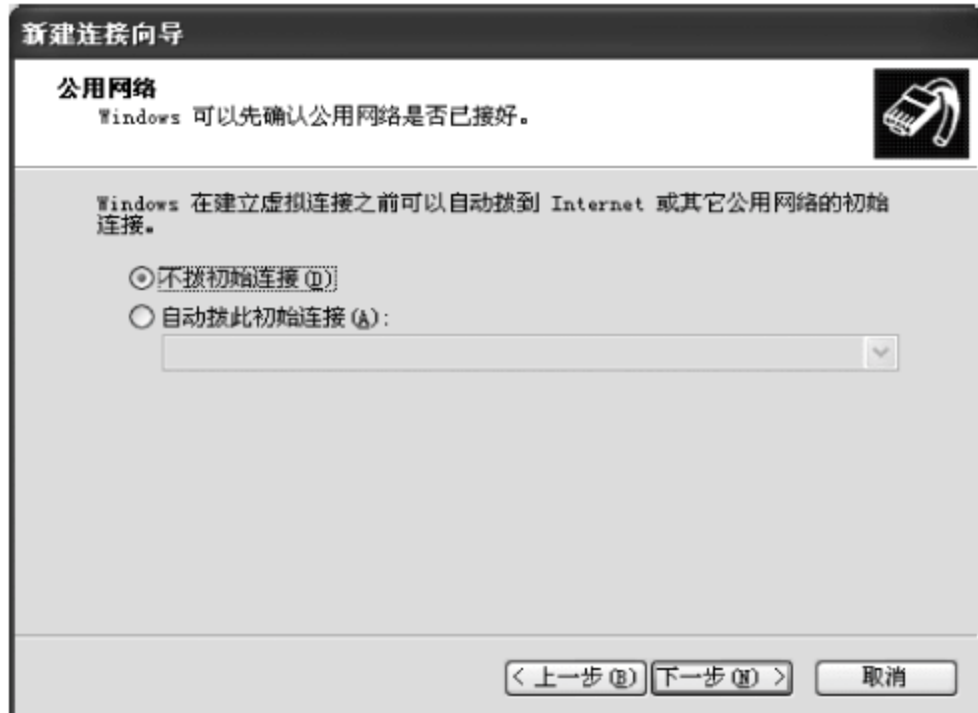 新建连接向导
公用网络
Windows 可以先确认公用网络是否已接好。
Windows 在建立虚拟连接之前可以自动拨到 Internet 或其它公用网络的初始
连接。
不拨初始连接(D)
自动拨此初始连接(A):
< 上一步(B) 下一步(N) > 取消